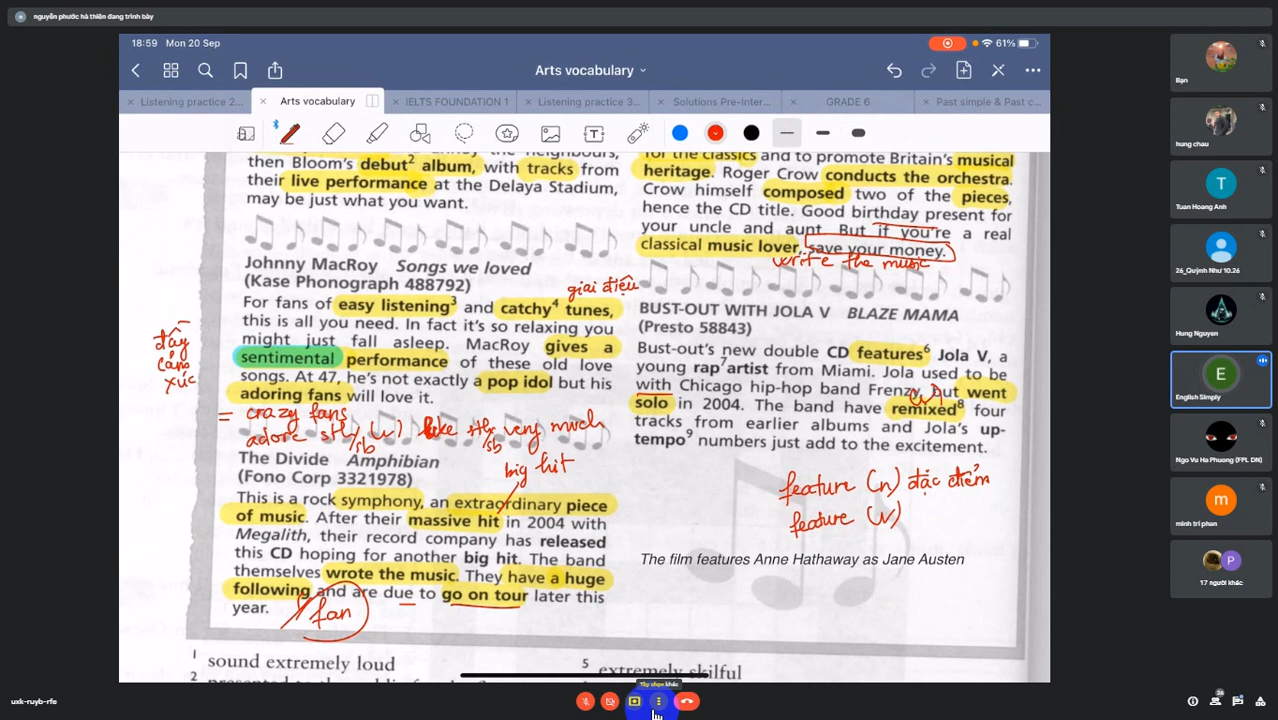 nguyễn phước hà thiên đang trình bày
18:59 Mon 20 Sep
61%
Arts vocabulary
Listening practice 2...
Arts vocabulary
IELTS FOUNDATION 1
Listening practice 3...
Solutions Pre-Inter...
GRADE 6
Past simple & Past c...
then Bloom's debut2 album, with tracks from
their live performance at the Delaya Stadium,
may be just what you want.
Johnny MacRoy Songs we loved
(Kase Phonograph 488792)
giai điệu
For fans of easy listening3 and catchy4 tunes,
this is all you need. In fact it's so relaxing you
might just fall asleep. MacRoy gives a
sentimental performance of these old love
songs. At 47, he's not exactly a pop idol but his
adoring fans will love it.
đầy
cảm
xúc
= crazy fans
adore sth/sb (v) like sth/sb very much
The Divide Amphibian
big hit
(Fono Corp 3321978)
This is a rock symphony, an extraordinary piece
of music. After their massive hit in 2004 with
Megalith, their record company has released
this CD hoping for another big hit. The band
themselves wrote the music. They have a huge
following and are due to go on tour later this
year.
fan
1 sound extremely loud
2
for the classics and to promote Britain's musical
heritage. Roger Crow conducts the orchestra.
Crow himself composed two of the pieces,
hence the CD title. Good birthday present for
your uncle and aunt. But if you're a real
classical music lover, save your money.
write the music
BUST-OUT WITH JOLA V BLAZE MAMA
(Presto 58843)
Bust-out's new double CD features6 Jola V, a
young rap7 artist from Miami. Jola used to be
with Chicago hip-hop band Frenzy, but went
(v)
solo in 2004. The band have remixed8 four
tracks from earlier albums and Jola's up-
tempo9 numbers just add to the excitement.
feature (n) đặc điểm
feature (v)
The film features Anne Hathaway as Jane Austen
5 extremely skilful
Bạn
hung chau
T
Tuan Hoang Anh
26_Quỳnh Như 10.26
Hung Nguyen
E
English Simply
Ngo Vu Ha Phuong (FPL DN)
m
minh trí phan
P
17 người khác
Tùy chọn khác
uxk-ruyb-rfo
26